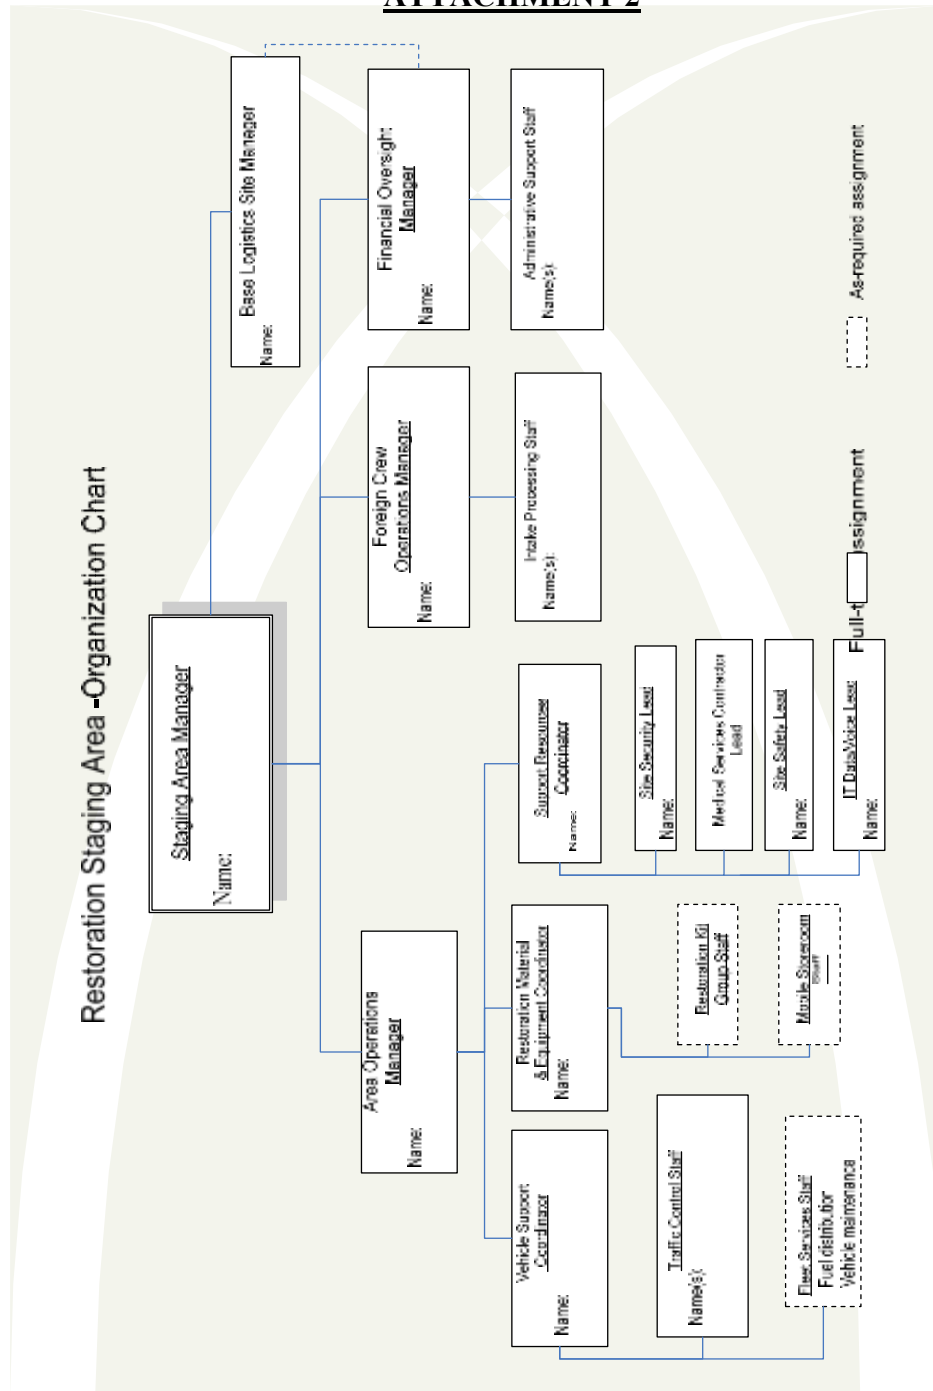 ATTACHMENT 2
Restoration Staging Area -Organization Chart
Staging Area Manager
Name:
Base Logistics Site Manager
Name:
Area Operations
Manager
Name:
Foreign Crew
Operations Manager
Name:
Financial Oversight
Manager
Name:
Vehicle Support
Coordinator
Name:
Restoration Material
& Equipment Coordinator
Name:
Support Resources
Coordinator
Name:
Intake Processing Staff
Name(s):
Administrative Support Staff
Name(s):
Traffic Control Staff
Name(s):
Fleet Services Staff
Fuel distribution
Vehicle maintenance
Restoration Kit
Group Staff
Mobile Storeroom
Staff
Site Security Lead
Name:
Medical Services Contractor
Lead
Site Safety Lead
Name:
IT Data/Voice Lead
Name:
Full-t ssignment
As-required assignment